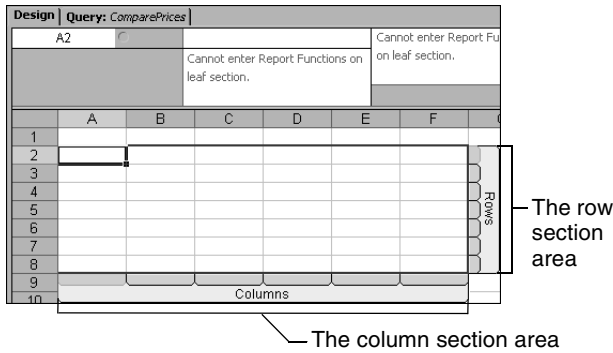 Design Query: ComparePrices
A2
Cannot enter Report Functions on
leaf section.
Cannot enter Report Fu
on leaf section.
A B C D E F
1
2
3
4
5
6
7
8
9
10
Rows
Columns
The row
section
area
The column section area